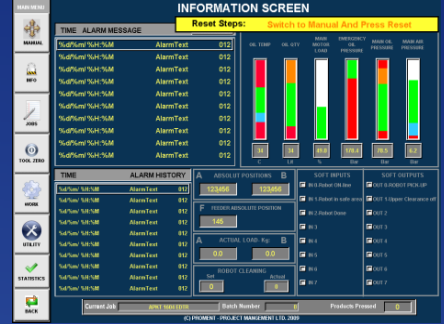 MAIN MENU
INFORMATION SCREEN
Reset Steps: Switch to Manual And Press Reset
MANUAL
INFO
JOBS
TOOL ZERO
WORK
UTILITY
STATISTICS
BACK
TIME ALARM MESSAGE
%d/%m/ %H:%M AlarmText 012
%d/%m/ %H:%M AlarmText 012
%d/%m/ %H:%M AlarmText 012
%d/%m/ %H:%M AlarmText 012
%d/%m/ %H:%M AlarmText 012
%d/%m/ %H:%M AlarmText 012
%d/%m/ %H:%M AlarmText 012
%d/%m/ %H:%M AlarmText 012
%d/%m/ %H:%M AlarmText 012
%d/%m/ %H:%M AlarmText 012
OIL TEMP
OIL QTY
MAIN MOTOR LOAD
EMERGENCY OIL PRESSURE
MAIN OIL PRESSURE
MAIN AIR PRESSURE
34 34 49.0 170.4 76.5 6.2
C Lit % Bar Bar Bar
TIME ALARM HISTORY
%d/%m/ %H:%M AlarmText 012
%d/%m/ %H:%M AlarmText 012
%d/%m/ %H:%M AlarmText 012
%d/%m/ %H:%M AlarmText 012
%d/%m/ %H:%M AlarmText 012
%d/%m/ %H:%M AlarmText 012
%d/%m/ %H:%M AlarmText 012
%d/%m/ %H:%M AlarmText 012
A ABSOLUT POSITIONS B
123456 123456
F FEEDER ABSOLUTE POSITION
145
A ACTUAL LOAD- Kg: B
0.0 0.0
ROBOT CLEANING
Set Actual
0 0
SOFT INPUTS
IN 0:Robot ON-line
IN 1:Robot in safe area
IN 2:Robot Done
IN 3
IN 4
IN 5
IN 6
IN 7
SOFT OUTPUTS
OUT 0:ROBOT PICK-UP
OUT 1:Upper Clearance off
OUT 2
OUT 3
OUT 4
OUT 5
OUT 6
OUT 7
Current Job
Batch Number 0
Products Pressed 0
(C) PROMENT - PROJECT MANGEMENT LTD. 2009